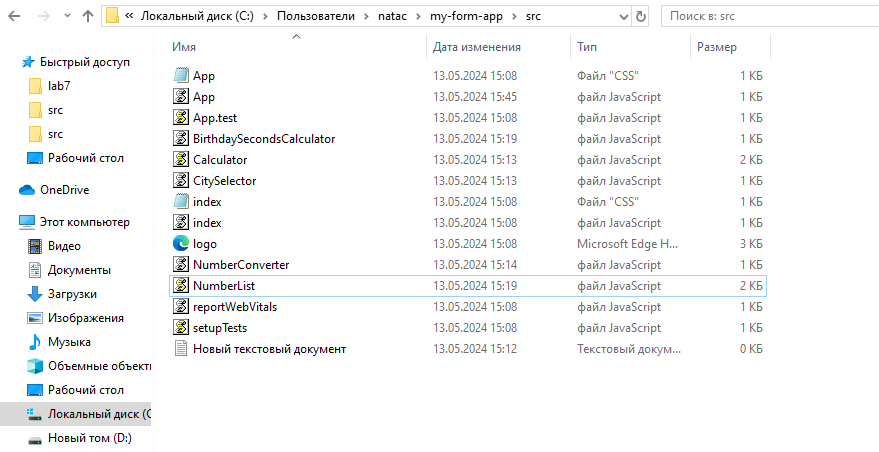 « Локальный диск (C:) > Пользователи > natac > my-form-app > src
Поиск в: src
Быстрый доступ
lab7
src
src
Рабочий стол
OneDrive
Этот компьютер
Видео
Документы
Загрузки
Изображения
Музыка
Объемные объект
Рабочий стол
Локальный диск (C
Новый том (D:)
Имя Дата изменения Тип Размер
App 13.05.2024 15:08 Файл "CSS" 1 КБ
App 13.05.2024 15:45 файл JavaScript 1 КБ
App.test 13.05.2024 15:08 файл JavaScript 1 КБ
BirthdaySecondsCalculator 13.05.2024 15:19 файл JavaScript 1 КБ
Calculator 13.05.2024 15:13 файл JavaScript 2 КБ
CitySelector 13.05.2024 15:13 файл JavaScript 1 КБ
index 13.05.2024 15:08 Файл "CSS" 1 КБ
index 13.05.2024 15:08 файл JavaScript 1 КБ
logo 13.05.2024 15:08 Microsoft Edge H... 3 КБ
NumberConverter 13.05.2024 15:14 файл JavaScript 1 КБ
NumberList 13.05.2024 15:19 файл JavaScript 2 КБ
reportWebVitals 13.05.2024 15:08 файл JavaScript 1 КБ
setupTests 13.05.2024 15:08 файл JavaScript 1 КБ
Новый текстовый документ 13.05.2024 15:12 Текстовый докум... 0 КБ